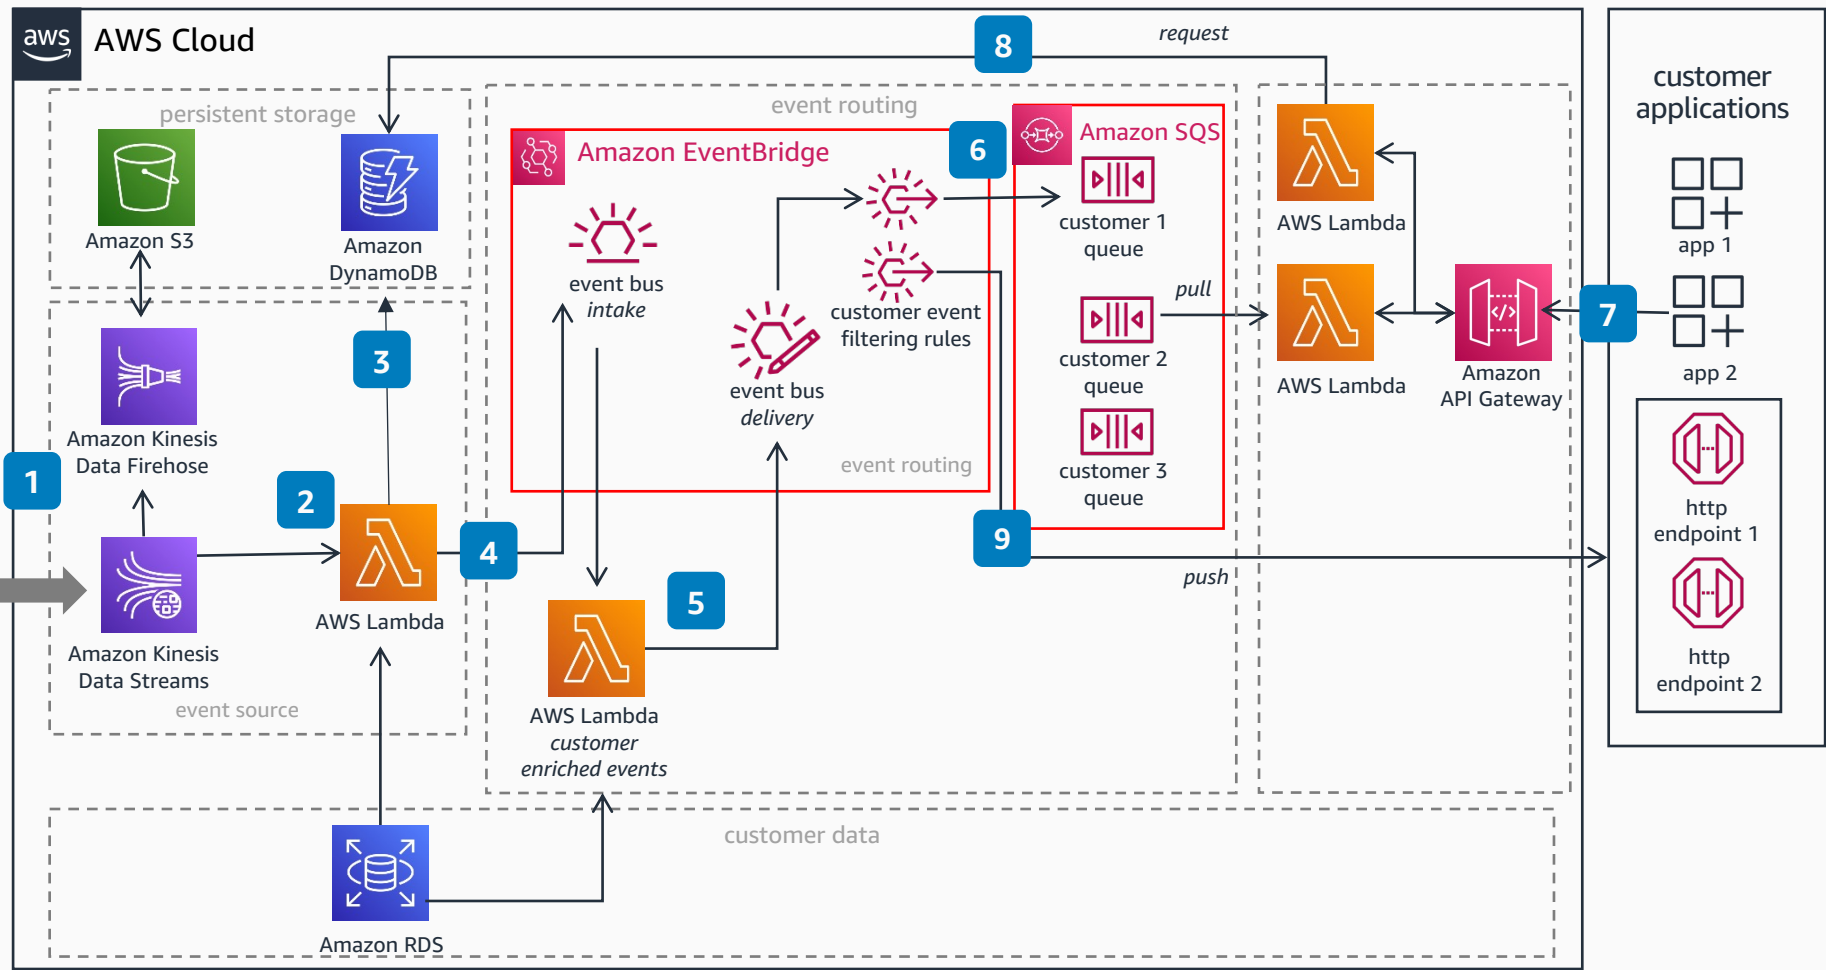 aws
AWS Cloud
8
request
customer
applications
persistent storage
event routing
Amazon S3
Amazon
DynamoDB
Amazon EventBridge
6
Amazon SQS
event bus
intake
customer event
filtering rules
event bus
delivery
event routing
customer 1
queue
pull
customer 2
queue
customer 3
queue
AWS Lambda
AWS Lambda
Amazon
API Gateway
7
app 1
app 2
http
endpoint 1
http
endpoint 2
3
Amazon Kinesis
Data Firehose
1
2
4
AWS Lambda
Amazon Kinesis
Data Streams
event source
9
push
5
AWS Lambda
customer
enriched events
customer data
Amazon RDS